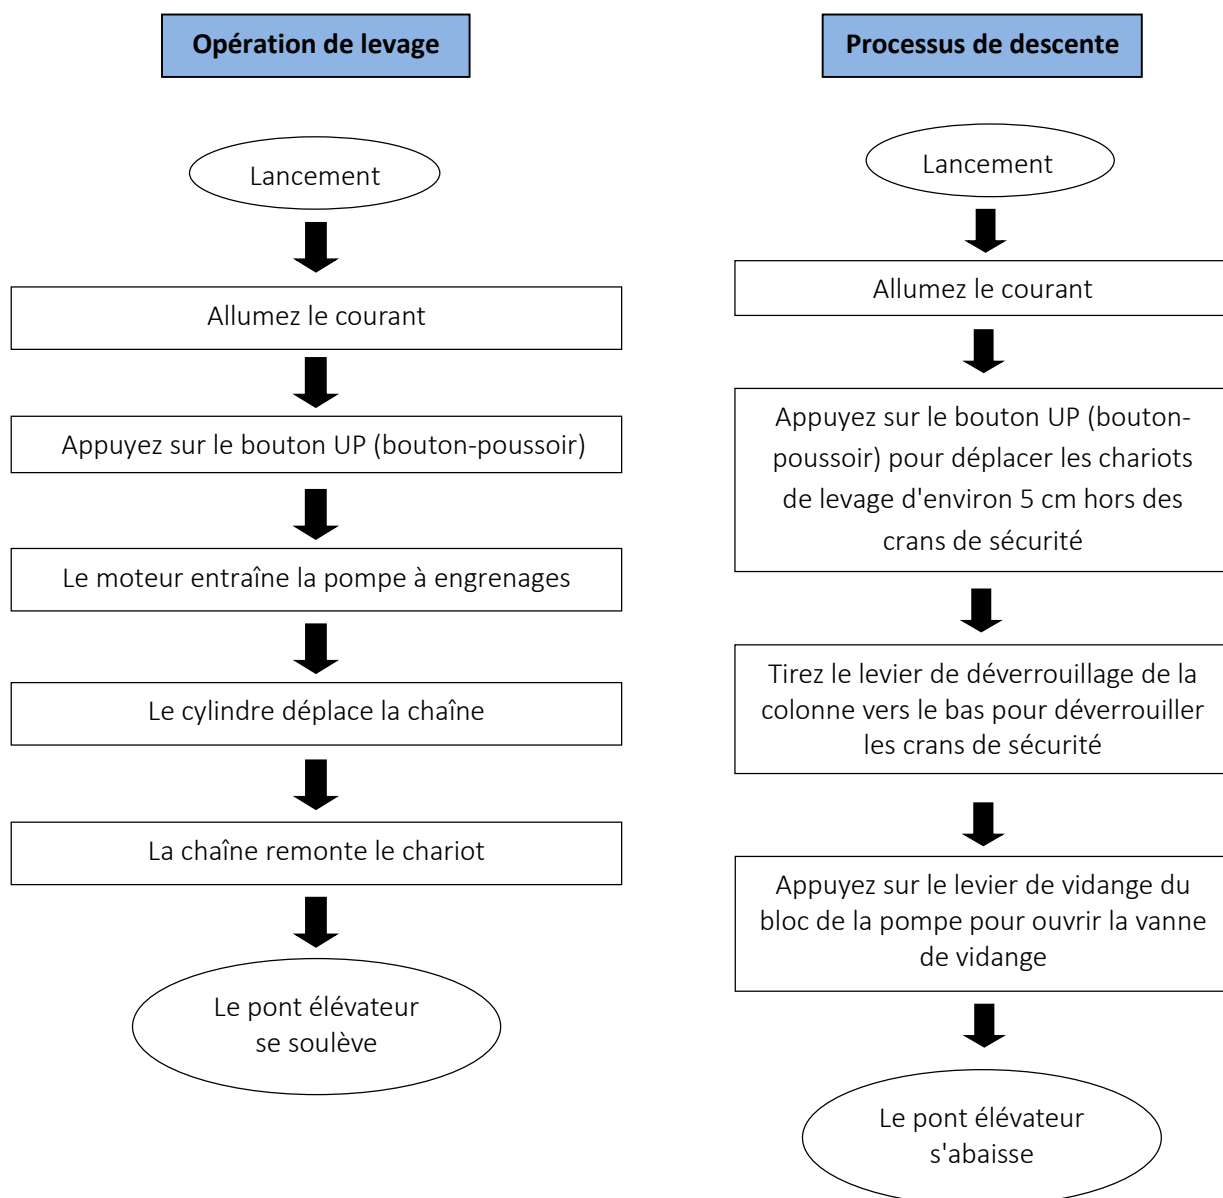 Opération de levage
Lancement
Allumez le courant
Appuyez sur le bouton UP (bouton-poussoir)
Le moteur entraîne la pompe à engrenages
Le cylindre déplace la chaîne
La chaîne remonte le chariot
Le pont élévateur
se soulève
Processus de descente
Lancement
Allumez le courant
Appuyez sur le bouton UP (bouton-
poussoir) pour déplacer les chariots
de levage d'environ 5 cm hors des
crans de sécurité
Tirez le levier de déverrouillage de la
colonne vers le bas pour déverrouiller
les crans de sécurité
Appuyez sur le levier de vidange du
bloc de la pompe pour ouvrir la vanne
de vidange
Le pont élévateur
s'abaisse